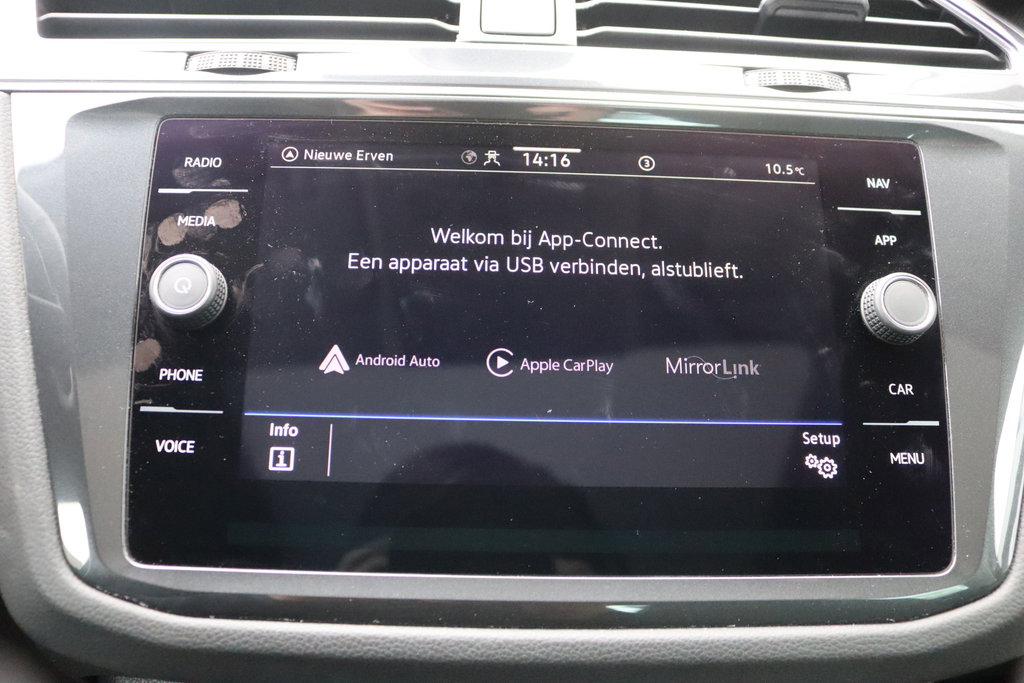 RADIO
MEDIA
PHONE
VOICE
Nieuwe Erven
14:16
3
10.5°C
Welkom bij App-Connect.
Een apparaat via USB verbinden, alstublieft.
Android Auto
Apple CarPlay
MirrorLink
Info
Setup
NAV
APP
CAR
MENU